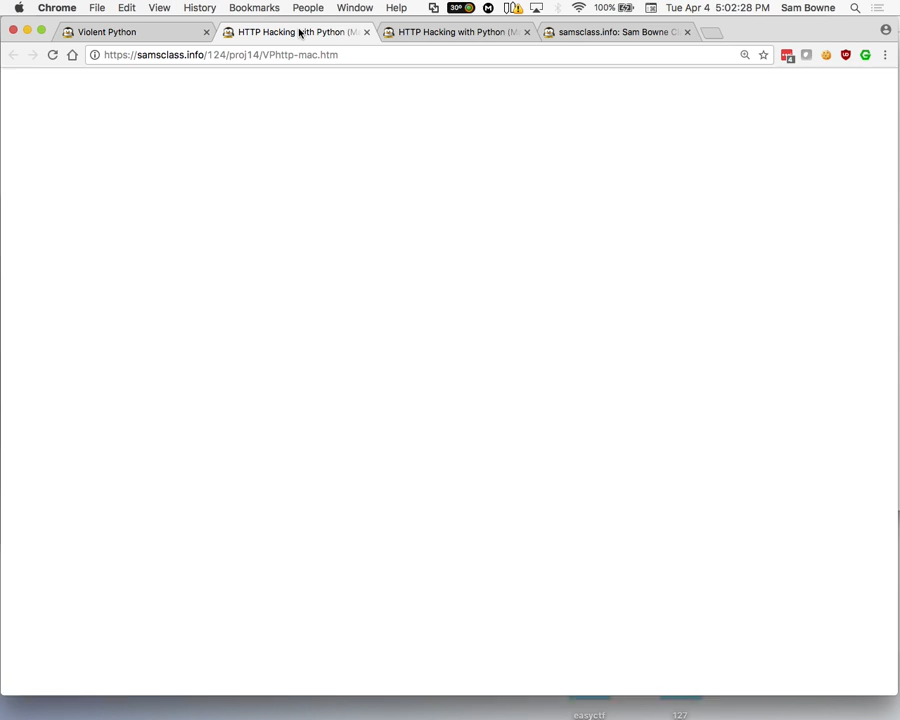 Chrome File Edit View History Bookmarks People Window Help 30° M 100% Tue Apr 4 5:02:28 PM Sam Bowne
Violent Python HTTP Hacking with Python (M HTTP Hacking with Python (M samsclass.info: Sam Bowne C
https://samsclass.info/124/proj14/VPhttp-mac.htm 4
easyctf 127